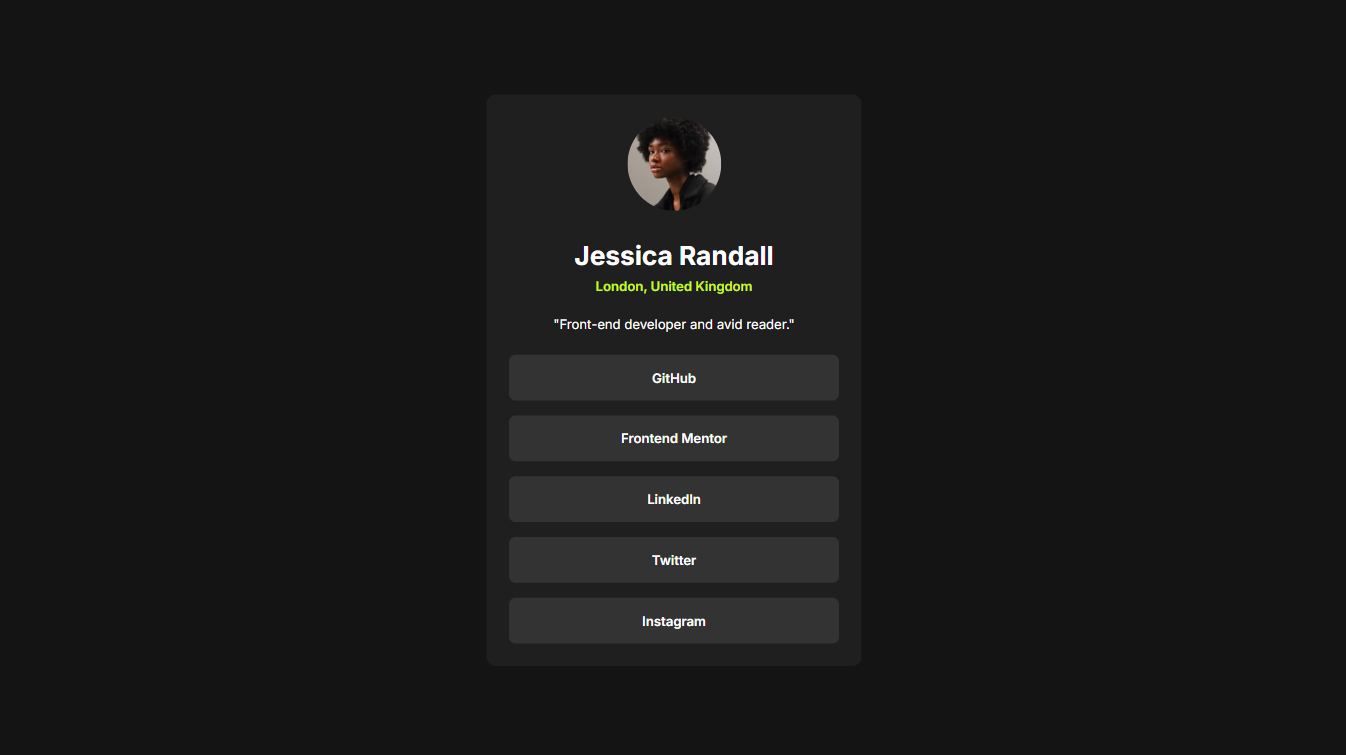 Jessica Randall
London, United Kingdom
"Front-end developer and avid reader."
GitHub
Frontend Mentor
LinkedIn
Twitter
Instagram